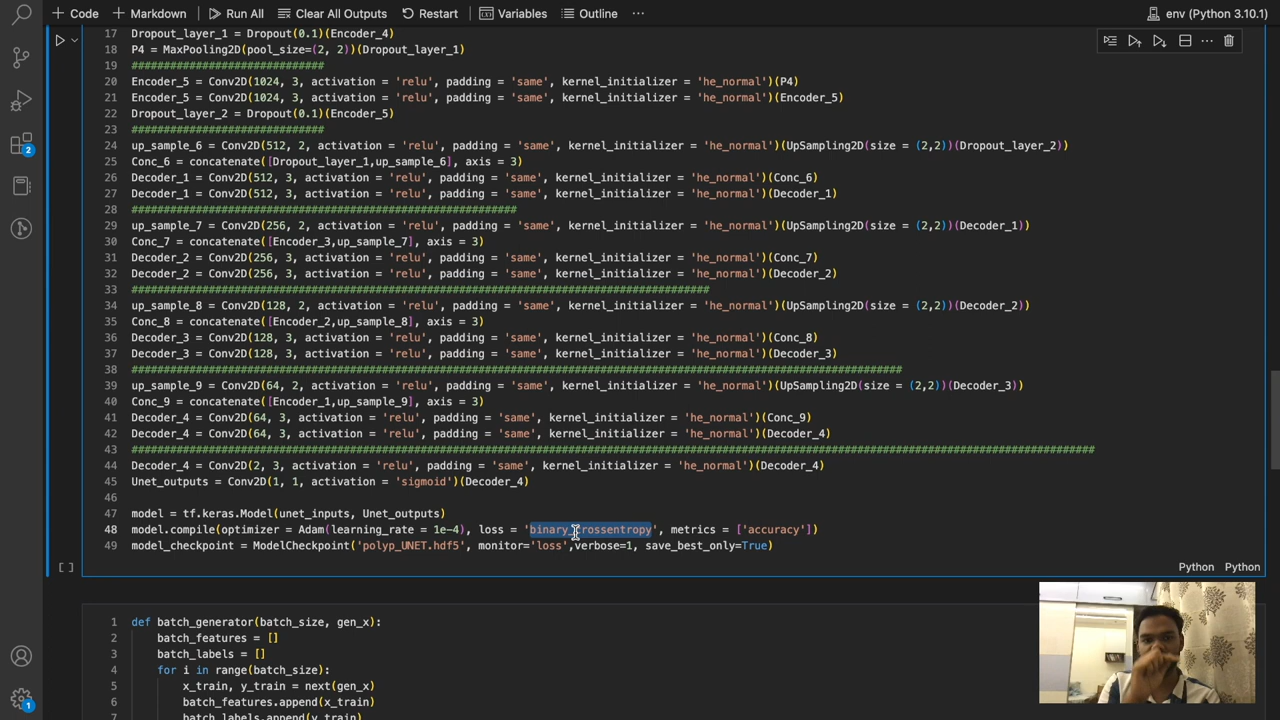 Code
Markdown
Run All
Clear All Outputs
Restart
Variables
Outline
···
env (Python 3.10.1)
17 Dropout_layer_1 = Dropout(0.1)(Encoder_4)
18 P4 = MaxPooling2D(pool_size=(2, 2))(Dropout_layer_1)
19 ##############################
20 Encoder_5 = Conv2D(1024, 3, activation = 'relu', padding = 'same', kernel_initializer = 'he_normal')(P4)
21 Encoder_5 = Conv2D(1024, 3, activation = 'relu', padding = 'same', kernel_initializer = 'he_normal')(Encoder_5)
22 Dropout_layer_2 = Dropout(0.1)(Encoder_5)
23 ##############################
24 up_sample_6 = Conv2D(512, 2, activation = 'relu', padding = 'same', kernel_initializer = 'he_normal')(UpSampling2D(size = (2,2))(Dropout_layer_2))
25 Conc_6 = concatenate([Dropout_layer_1,up_sample_6], axis = 3)
26 Decoder_1 = Conv2D(512, 3, activation = 'relu', padding = 'same', kernel_initializer = 'he_normal')(Conc_6)
27 Decoder_1 = Conv2D(512, 3, activation = 'relu', padding = 'same', kernel_initializer = 'he_normal')(Decoder_1)
28 ############################################################
29 up_sample_7 = Conv2D(256, 2, activation = 'relu', padding = 'same', kernel_initializer = 'he_normal')(UpSampling2D(size = (2,2))(Decoder_1))
30 Conc_7 = concatenate([Encoder_3,up_sample_7], axis = 3)
31 Decoder_2 = Conv2D(256, 3, activation = 'relu', padding = 'same', kernel_initializer = 'he_normal')(Conc_7)
32 Decoder_2 = Conv2D(256, 3, activation = 'relu', padding = 'same', kernel_initializer = 'he_normal')(Decoder_2)
33 ##########################################################################################
34 up_sample_8 = Conv2D(128, 2, activation = 'relu', padding = 'same', kernel_initializer = 'he_normal')(UpSampling2D(size = (2,2))(Decoder_2))
35 Conc_8 = concatenate([Encoder_2,up_sample_8], axis = 3)
36 Decoder_3 = Conv2D(128, 3, activation = 'relu', padding = 'same', kernel_initializer = 'he_normal')(Conc_8)
37 Decoder_3 = Conv2D(128, 3, activation = 'relu', padding = 'same', kernel_initializer = 'he_normal')(Decoder_3)
38 ########################################################################################################################
39 up_sample_9 = Conv2D(64, 2, activation = 'relu', padding = 'same', kernel_initializer = 'he_normal')(UpSampling2D(size = (2,2))(Decoder_3))
40 Conc_9 = concatenate([Encoder_1,up_sample_9], axis = 3)
41 Decoder_4 = Conv2D(64, 3, activation = 'relu', padding = 'same', kernel_initializer = 'he_normal')(Conc_9)
42 Decoder_4 = Conv2D(64, 3, activation = 'relu', padding = 'same', kernel_initializer = 'he_normal')(Decoder_4)
43 ######################################################################################################################################################
44 Decoder_4 = Conv2D(2, 3, activation = 'relu', padding = 'same', kernel_initializer = 'he_normal')(Decoder_4)
45 Unet_outputs = Conv2D(1, 1, activation = 'sigmoid')(Decoder_4)
46
47 model = tf.keras.Model(unet_inputs, Unet_outputs)
48 model.compile(optimizer = Adam(learning_rate = 1e-4), loss = 'binary_crossentropy', metrics = ['accuracy'])
49 model_checkpoint = ModelCheckpoint('polyp_UNET.hdf5', monitor='loss',verbose=1, save_best_only=True)
[ ]
Python
Python
1 def batch_generator(batch_size, gen_x):
2 batch_features = []
3 batch_labels = []
4 for i in range(batch_size):
5 x_train, y_train = next(gen_x)
6 batch_features.append(x_train)
7 batch_labels.append(y_train)
2
1